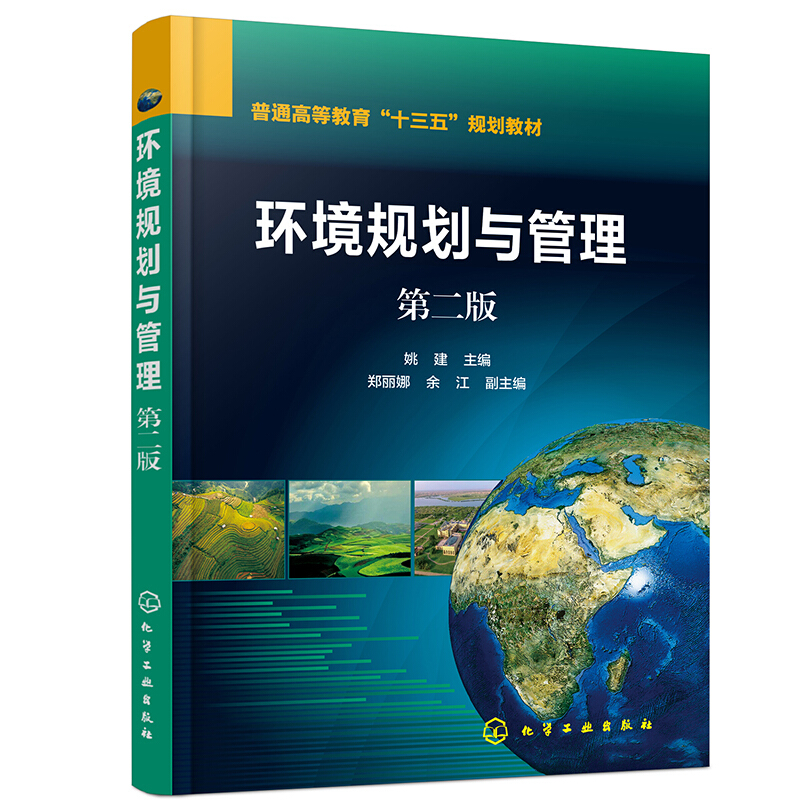 普通高等教育“十三五”规划教材
环境规划与管理
第二版
姚 建 主编
郑丽娜 余 江 副主编
化学工业出版社
环境规划与管理 第二版
化学工业出版社